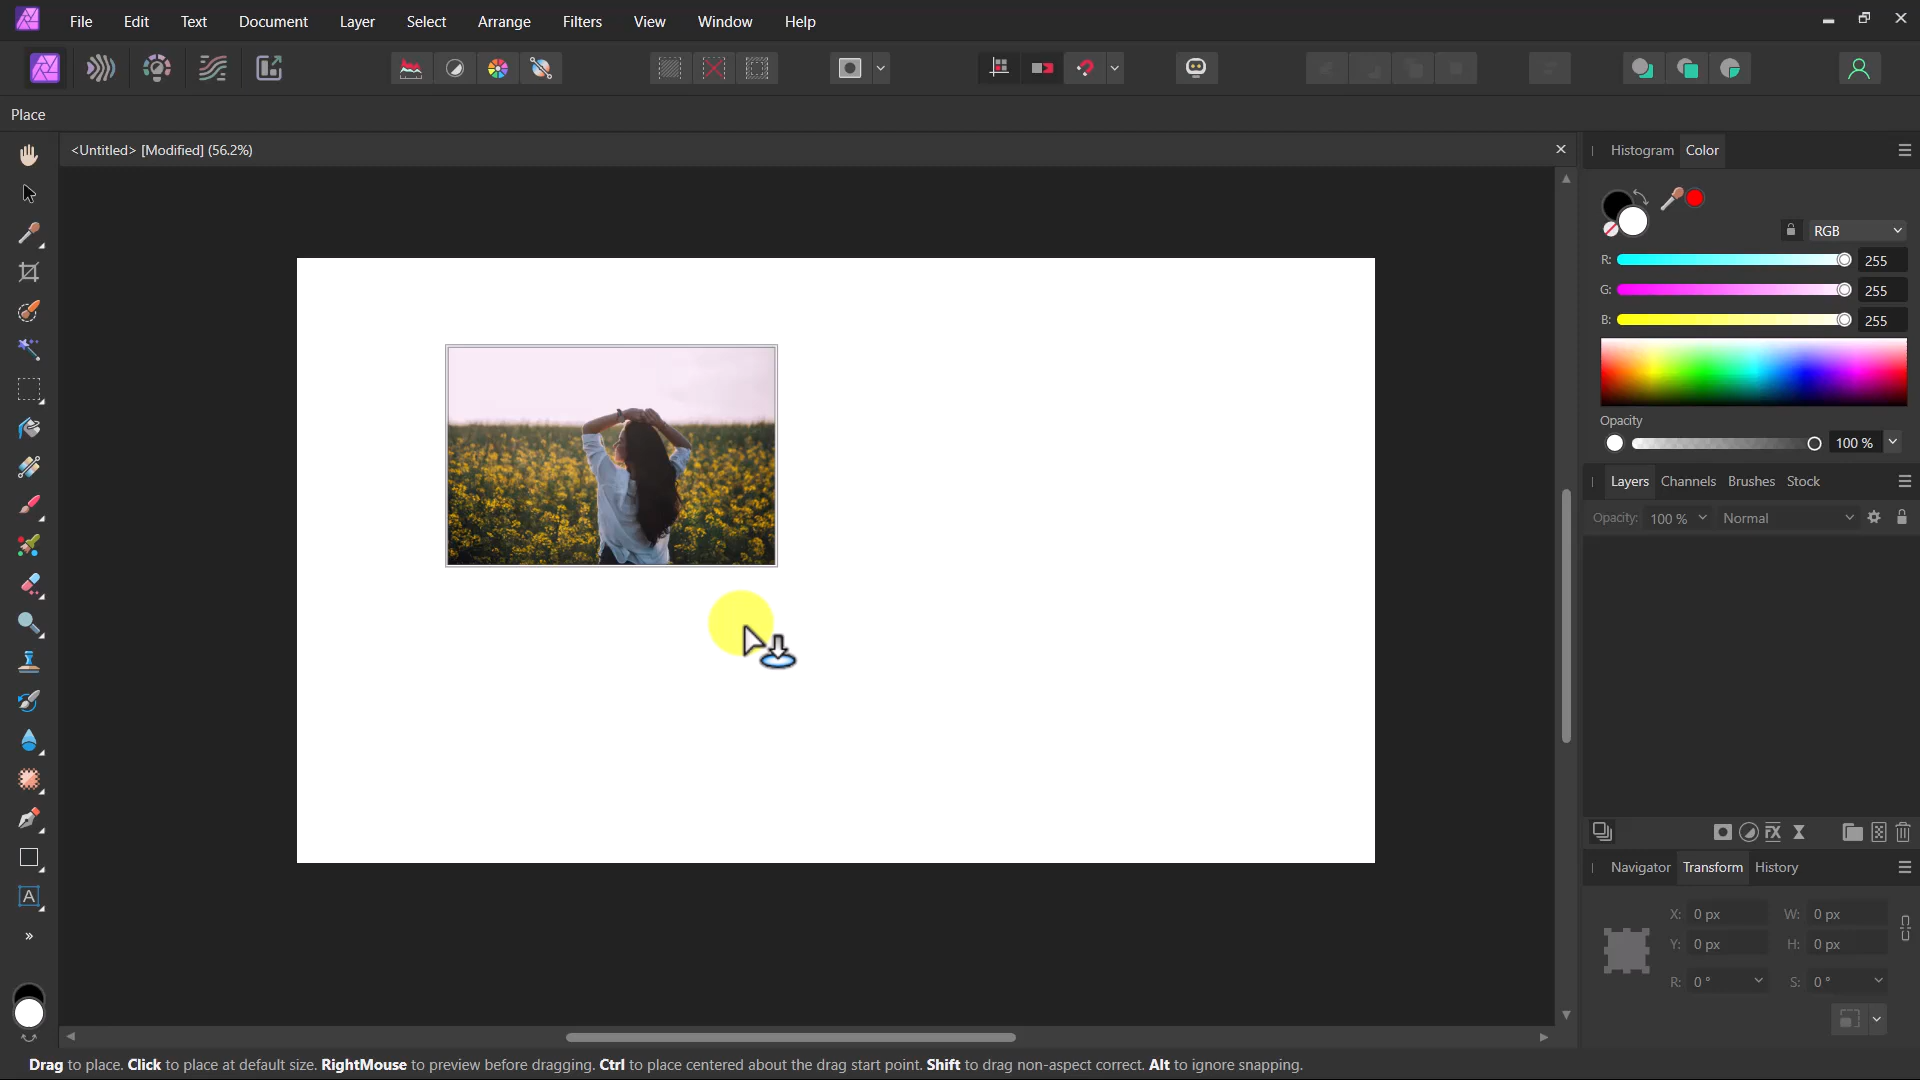 File Edit Text Document Layer Select Arrange Filters View Window Help
Place
<Untitled> [Modified] (56.2%)
Histogram Color
RGB
R: 255
G: 255
B: 255
Opacity
100 %
Layers Channels Brushes Stock
Opacity: 100 % Normal
Navigator Transform History
X: 0 px W: 0 px
Y: 0 px H: 0 px
R: 0 ° S: 0 °
Drag to place. Click to place at default size. RightMouse to preview before dragging. Ctrl to place centered about the drag start point. Shift to drag non-aspect correct. Alt to ignore snapping.